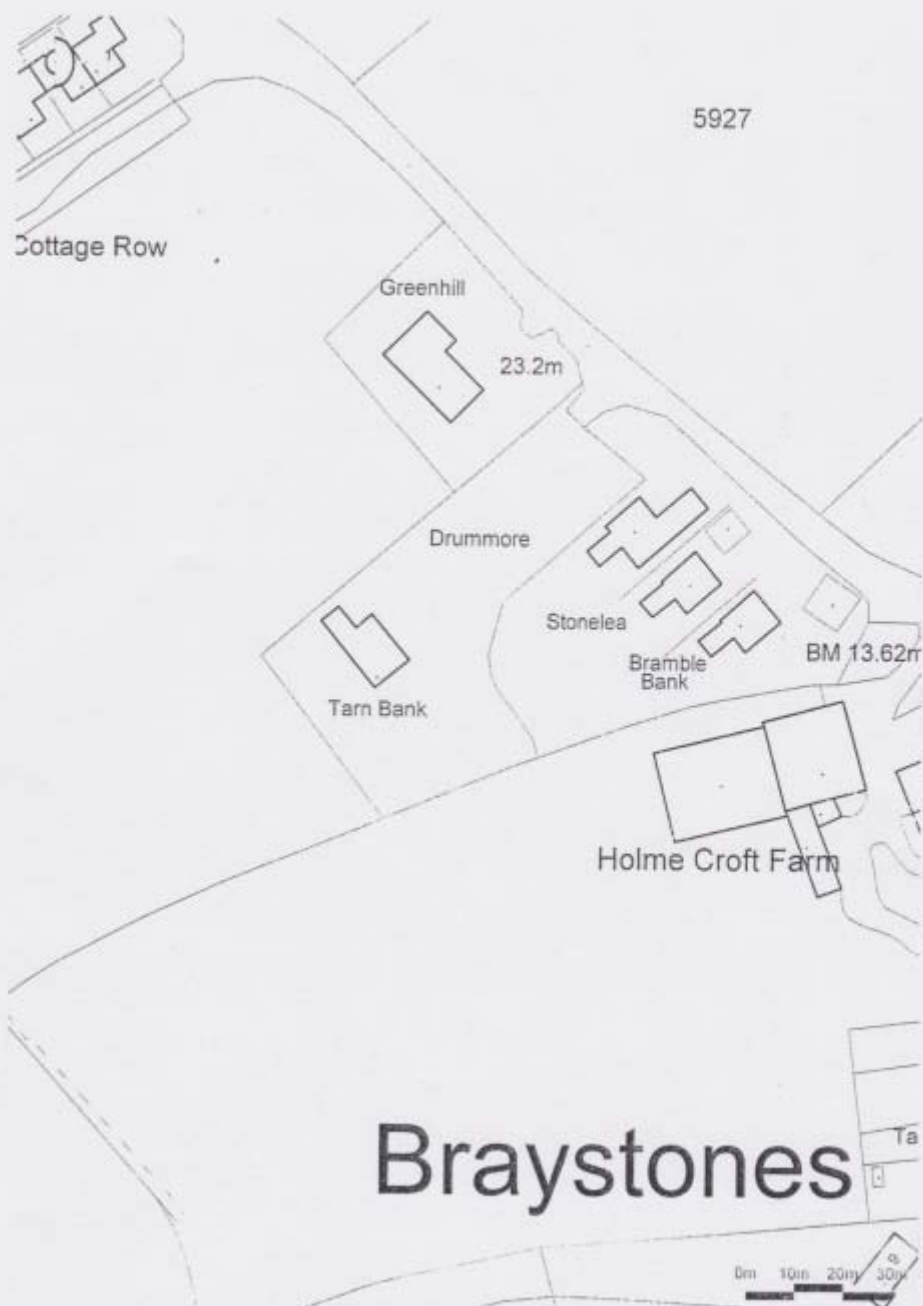 5927
Cottage Row
Greenhill
23.2m
Drummore
Stonelea
Bramble
Bank
BM 13.62m
Tarn Bank
Holme Croft Farm
Braystones
Ta
0m 10m 20m 30m